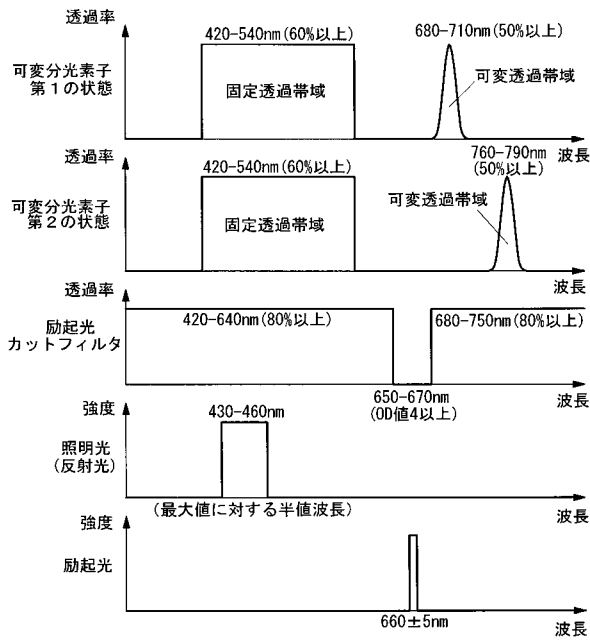 透過率
420-540nm(60%以上)
680-710nm(50%以上)
可変分光素子
第1の状態
固定透過帯域
可変透過帯域
波長
透過率
420-540nm(60%以上)
760-790nm
(50%以上)
可変分光素子
第2の状態
固定透過帯域
可変透過帯域
波長
透過率
励起光
カットフィルタ
420-640nm(80%以上)
680-750nm(80%以上)
650-670nm
(OD値4以上)
波長
強度
430-460nm
照明光
(反射光)
(最大値に対する半値波長)
波長
強度
励起光
660±5nm
波長